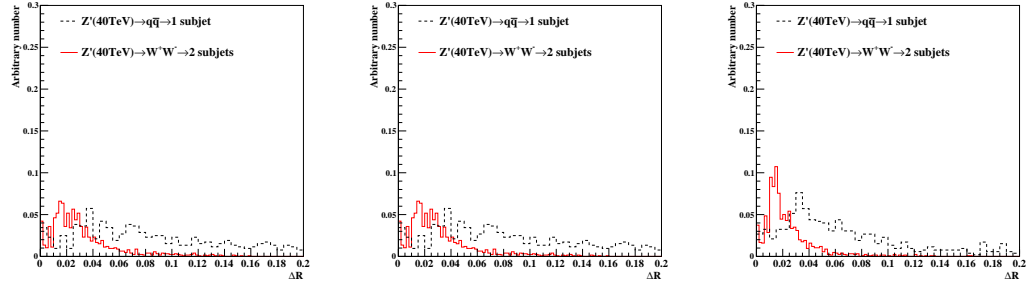 Arbitrary number
0.3
0.25
0.2
0.15
0.1
0.05
0
Z'(40TeV)→qq̅→1 subjet
Z'(40TeV)→W⁺W⁻→2 subjets
0 0.02 0.04 0.06 0.08 0.1 0.12 0.14 0.16 0.18 0.2
ΔR
Arbitrary number
0.3
0.25
0.2
0.15
0.1
0.05
0
Z'(40TeV)→qq̅→1 subjet
Z'(40TeV)→W⁺W⁻→2 subjets
0 0.02 0.04 0.06 0.08 0.1 0.12 0.14 0.16 0.18 0.2
ΔR
Arbitrary number
0.3
0.25
0.2
0.15
0.1
0.05
0
Z'(40TeV)→qq̅→1 subjet
Z'(40TeV)→W⁺W⁻→2 subjets
0 0.02 0.04 0.06 0.08 0.1 0.12 0.14 0.16 0.18 0.2
ΔR